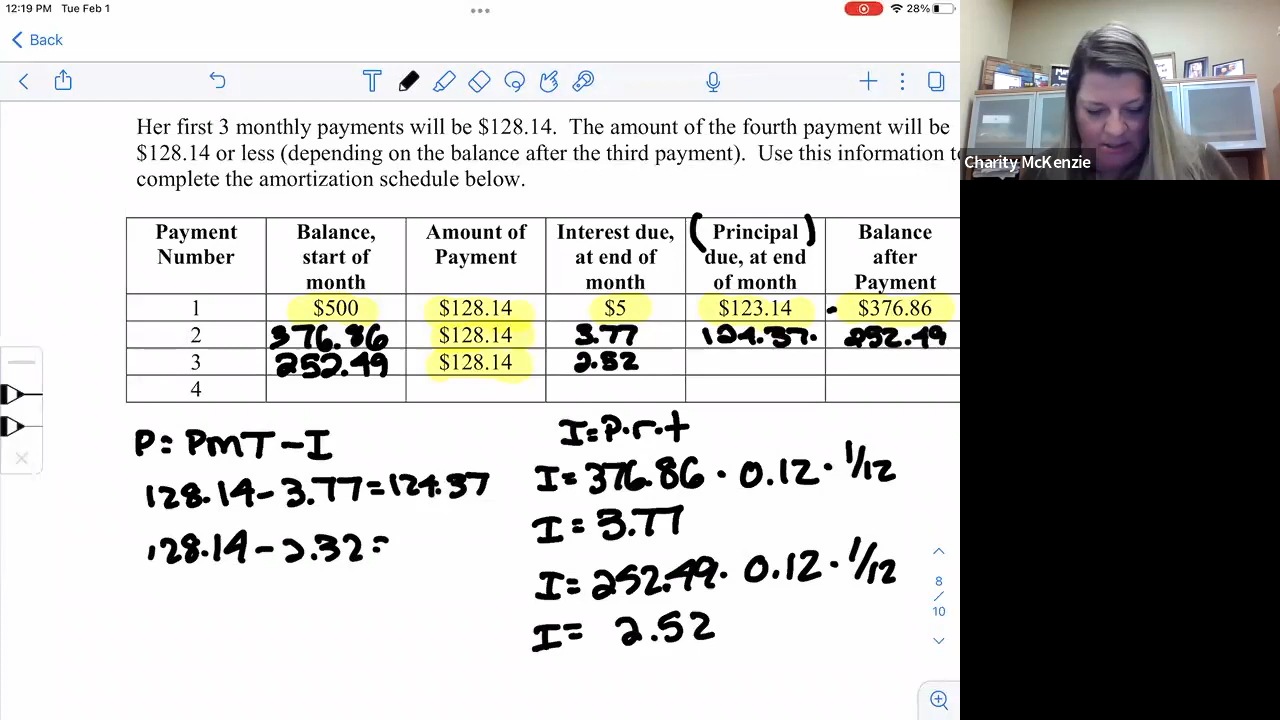 12:19 PM Tue Feb 1
28%
Back
Her first 3 monthly payments will be $128.14. The amount of the fourth payment will be
$128.14 or less (depending on the balance after the third payment). Use this information to
complete the amortization schedule below.
Payment Number Balance, start of month Amount of Payment Interest due, at end of month (Principal) due, at end of month Balance after Payment
1 $500 $128.14 $5 $123.14 - $376.86
2 376.86 $128.14 3.77 124.37. 252.49
3 252.49 $128.14 2.52
4
P = PMT - I
128.14 - 3.77 = 124.37
128.14 - 2.32 =
I = P.r.t
I = 376.86 · 0.12 · 1/12
I = 3.77
I = 252.49 · 0.12 · 1/12
I = 2.52
8
/
10
Charity McKenzie